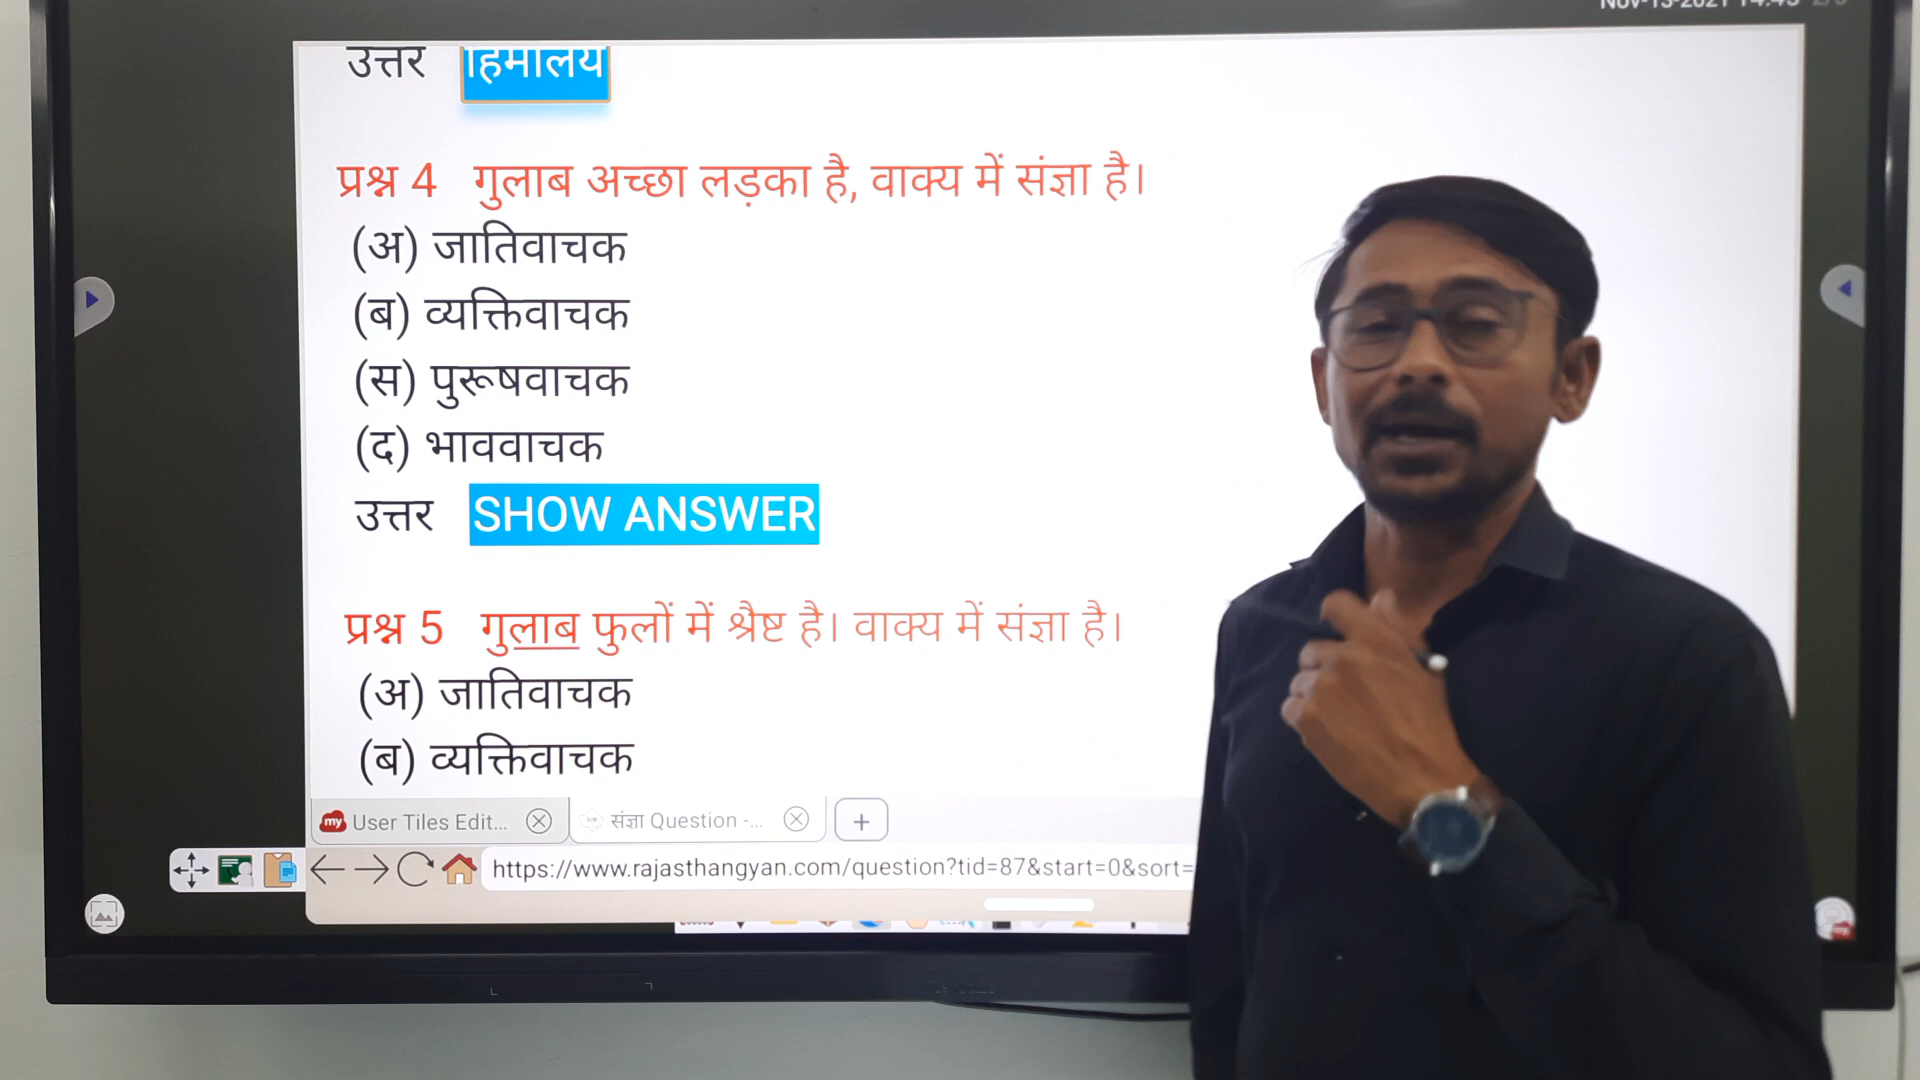 उत्तर हिमालय
प्रश्न 4 गुलाब अच्छा लड़का है, वाक्य में संज्ञा है।
(अ) जातिवाचक
(ब) व्यक्तिवाचक
(स) पुरूषवाचक
(द) भाववाचक
उत्तर SHOW ANSWER
प्रश्न 5 गुलाब फुलों में श्रैष्ट है। वाक्य में संज्ञा है।
(अ) जातिवाचक
(ब) व्यक्तिवाचक
my User Tiles Edit...
संज्ञा Question -...
https://www.rajasthangyan.com/question?tid=87&start=0&sort=